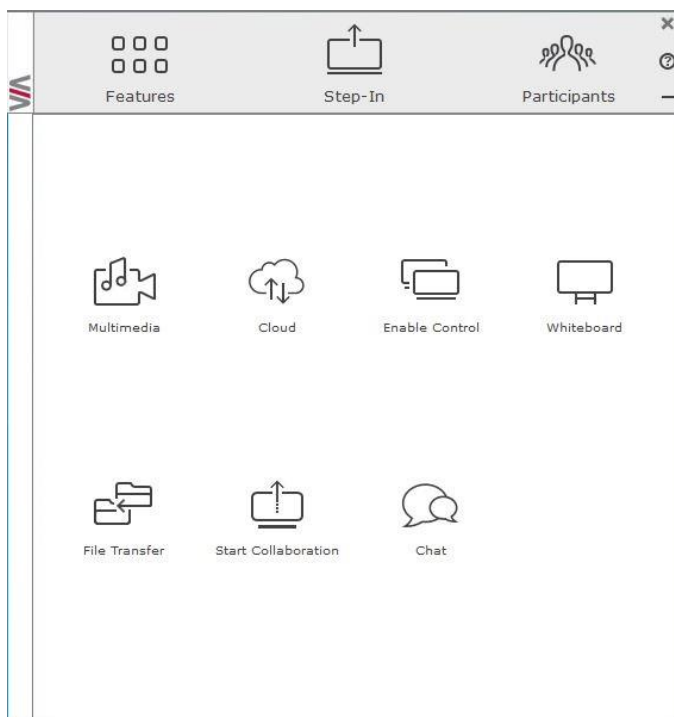 Features Step-In Participants
Multimedia Cloud Enable Control Whiteboard
File Transfer Start Collaboration Chat